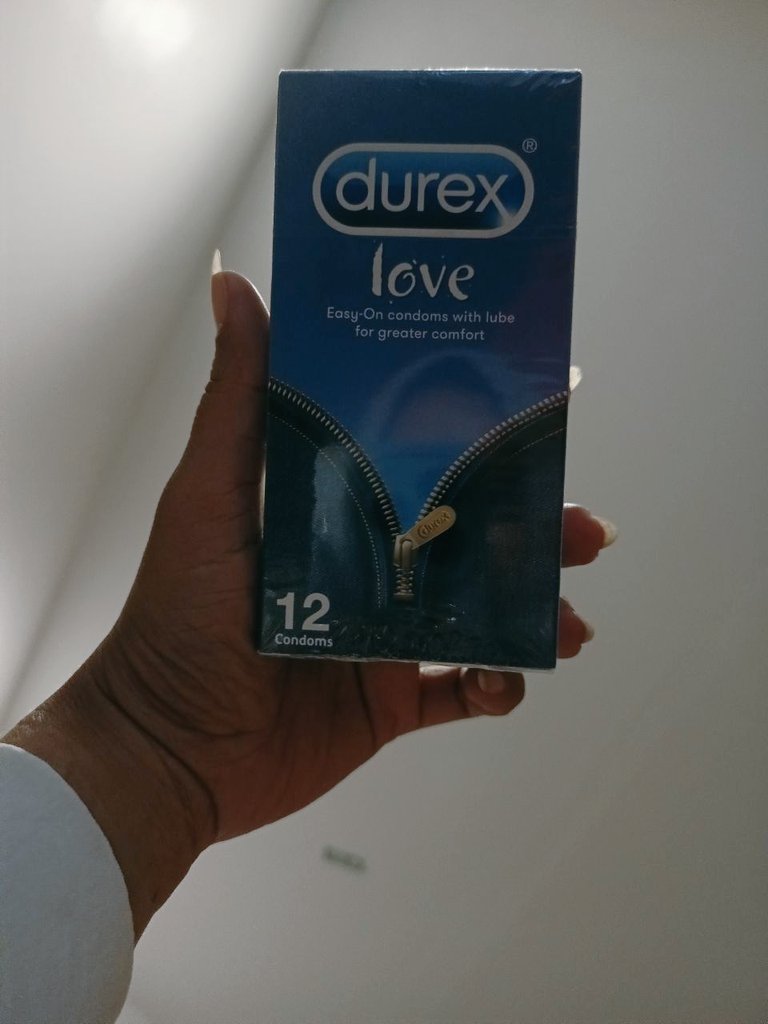 durex®
love
Easy-On condoms with lube
for greater comfort
durex
12
Condoms